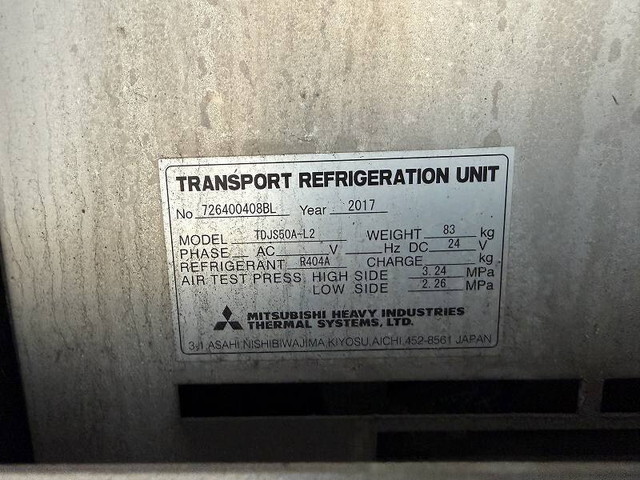 TRANSPORT REFRIGERATION UNIT
No 726400408BL Year 2017
MODEL TDJS50A-L2 WEIGHT 83 kg
PHASE AC V Hz DC 24 V
REFRIGERANT R404A CHARGE kg
AIR TEST PRESS. HIGH SIDE 3.24 MPa
LOW SIDE 2.26 MPa
MITSUBISHI HEAVY INDUSTRIES
THERMAL SYSTEMS, LTD.
3-1 ASAHI,NISHIBIWAJIMA,KIYOSU,AICHI,452-8561 JAPAN